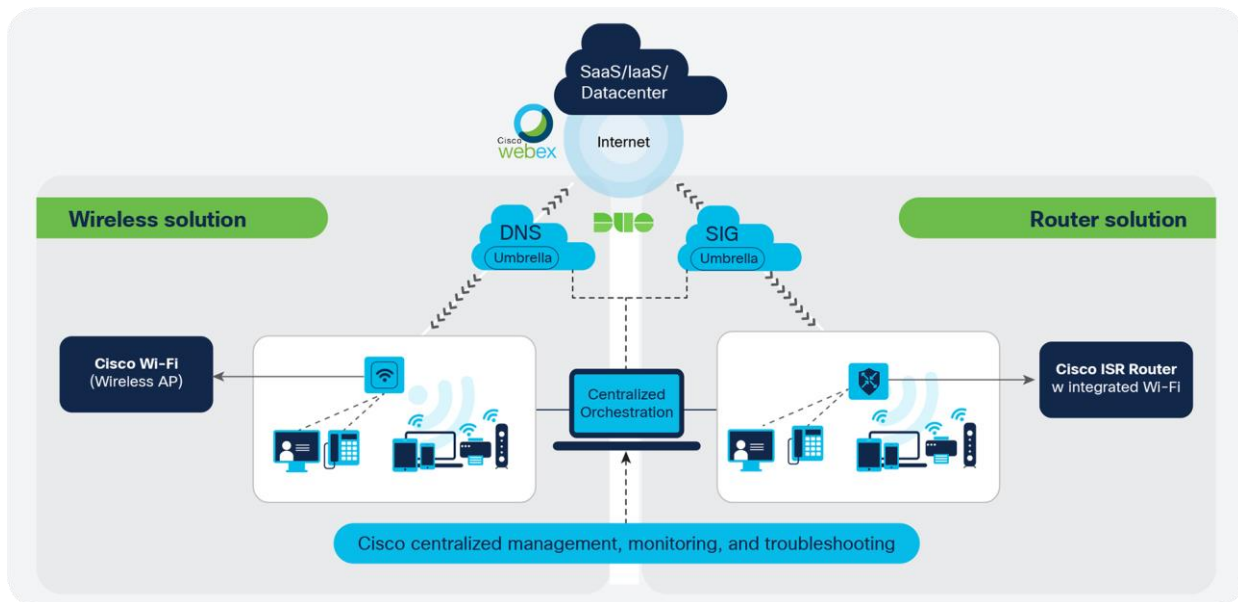 SaaS/IaaS/
Datacenter
Internet
Cisco
webex
Wireless solution
DUO
Router solution
DNS
Umbrella
SIG
Umbrella
Cisco Wi-Fi
(Wireless AP)
Centralized
Orchestration
Cisco ISR Router
w integrated Wi-Fi
Cisco centralized management, monitoring, and troubleshooting